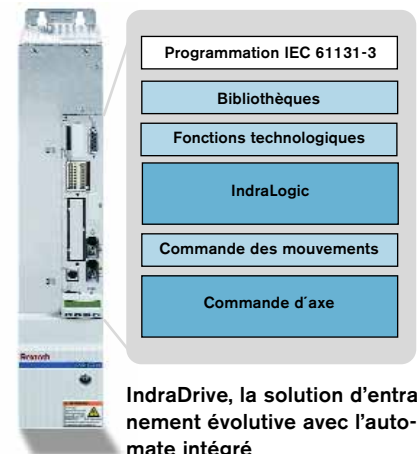 Programmation IEC 61131-3
Bibliothèques
Fonctions technologiques
IndraLogic
Commande des mouvements
Commande d´axe
Rexroth
IndraDrive, la solution d’entra
nement évolutive avec l’auto-
mate intégré